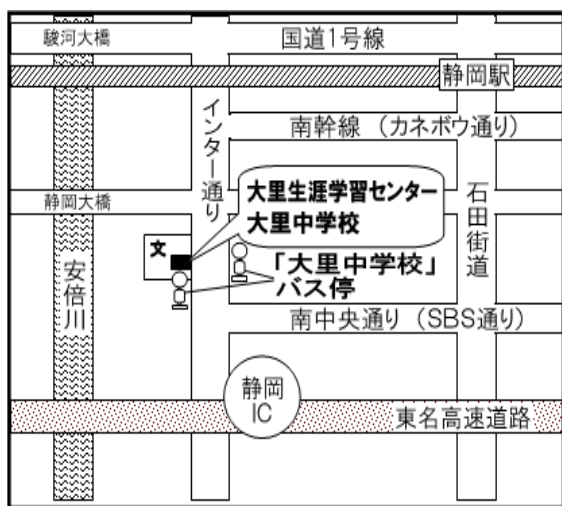 駿河大橋
国道1号線
静岡駅
インター通り
南幹線 (カネボウ通り)
大里生涯学習センター
大里中学校
静岡大橋
石田街道
文
「大里中学校」
バス停
安倍川
南中央通り (SBS通り)
静岡
IC
東名高速道路